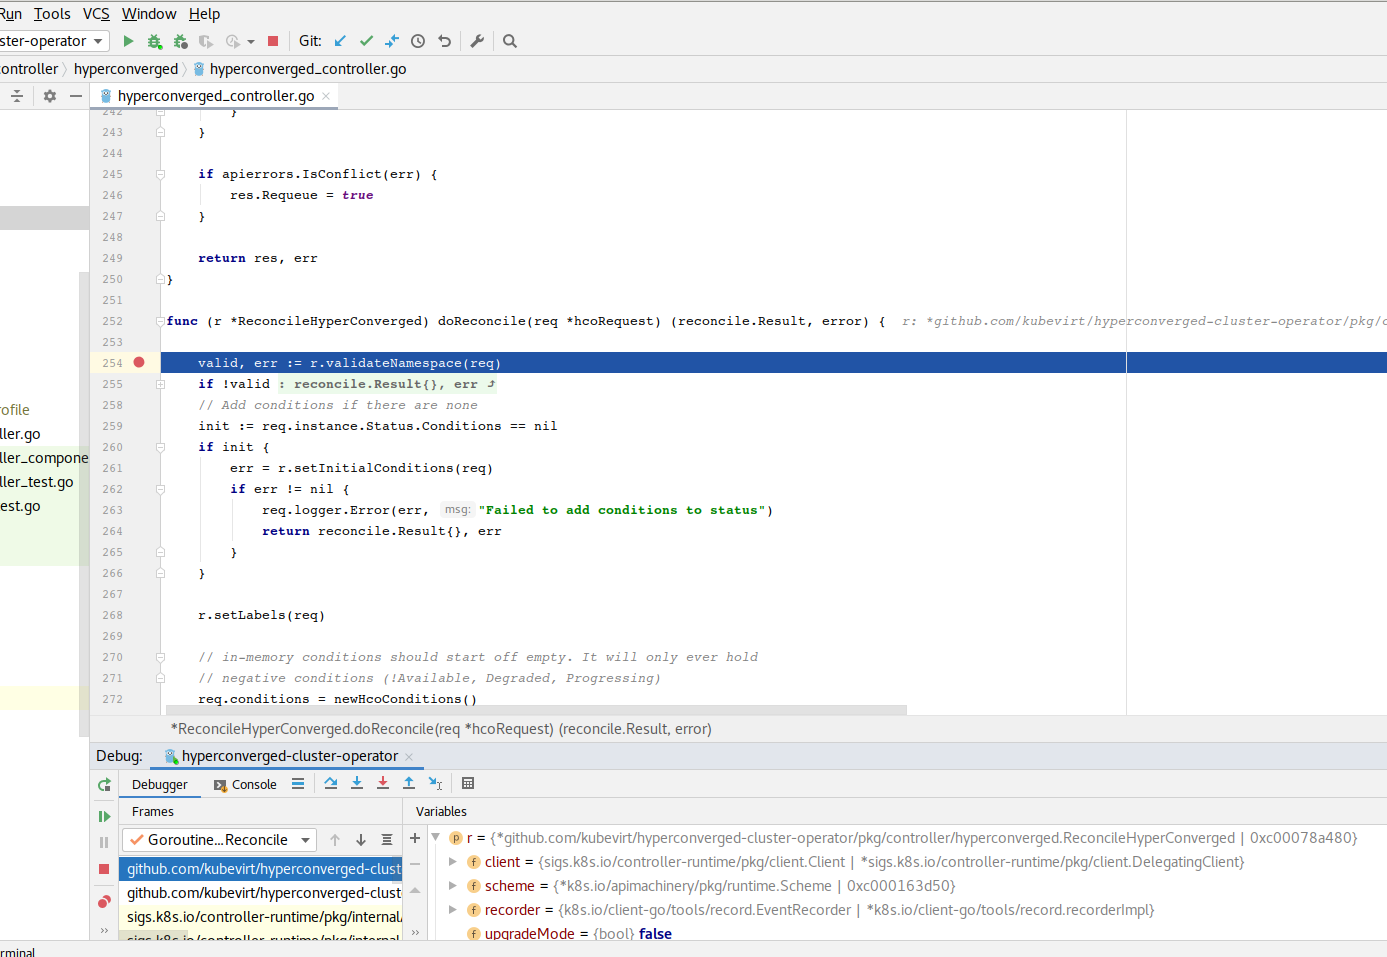 Run Tools VCS Window Help
ster-operator Git:
controller hyperconverged hyperconverged_controller.go
hyperconverged_controller.go
242 }
243 }
244
245 if apierrors.IsConflict(err) {
246 res.Requeue = true
247 }
248
249 return res, err
250 }
251
252 func (r *ReconcileHyperConverged) doReconcile(req *hcoRequest) (reconcile.Result, error) { r: *github.com/kubevirt/hyperconverged-cluster-operator/pkg/c
253
254 valid, err := r.validateNamespace(req)
255 if !valid : reconcile.Result{}, err
258 // Add conditions if there are none
259 init := req.instance.Status.Conditions == nil
260 if init {
261 err = r.setInitialConditions(req)
262 if err != nil {
263 req.logger.Error(err, msg: "Failed to add conditions to status")
264 return reconcile.Result{}, err
265 }
266 }
267
268 r.setLabels(req)
269
270 // in-memory conditions should start off empty. It will only ever hold
271 // negative conditions (!Available, Degraded, Progressing)
272 req.conditions = newHcoConditions()
ofile
ller.go
ller_compone
ller_test.go
est.go
*ReconcileHyperConverged.doReconcile(req *hcoRequest) (reconcile.Result, error)
Debug: hyperconverged-cluster-operator
Debugger Console
Frames Variables
Goroutine...Reconcile
github.com/kubevirt/hyperconverged-clust
github.com/kubevirt/hyperconverged-clust
sigs.k8s.io/controller-runtime/pkg/internal/
sigs.k8s.io/controller-runtime/pkg/internal
r = {*github.com/kubevirt/hyperconverged-cluster-operator/pkg/controller/hyperconverged.ReconcileHyperConverged | 0xc00078a480}
client = {sigs.k8s.io/controller-runtime/pkg/client.Client | *sigs.k8s.io/controller-runtime/pkg/client.DelegatingClient}
scheme = {*k8s.io/apimachinery/pkg/runtime.Scheme | 0xc000163d50}
recorder = {k8s.io/client-go/tools/record.EventRecorder | *k8s.io/client-go/tools/record.recorderImpl}
upgradeMode = {bool} false
rminal